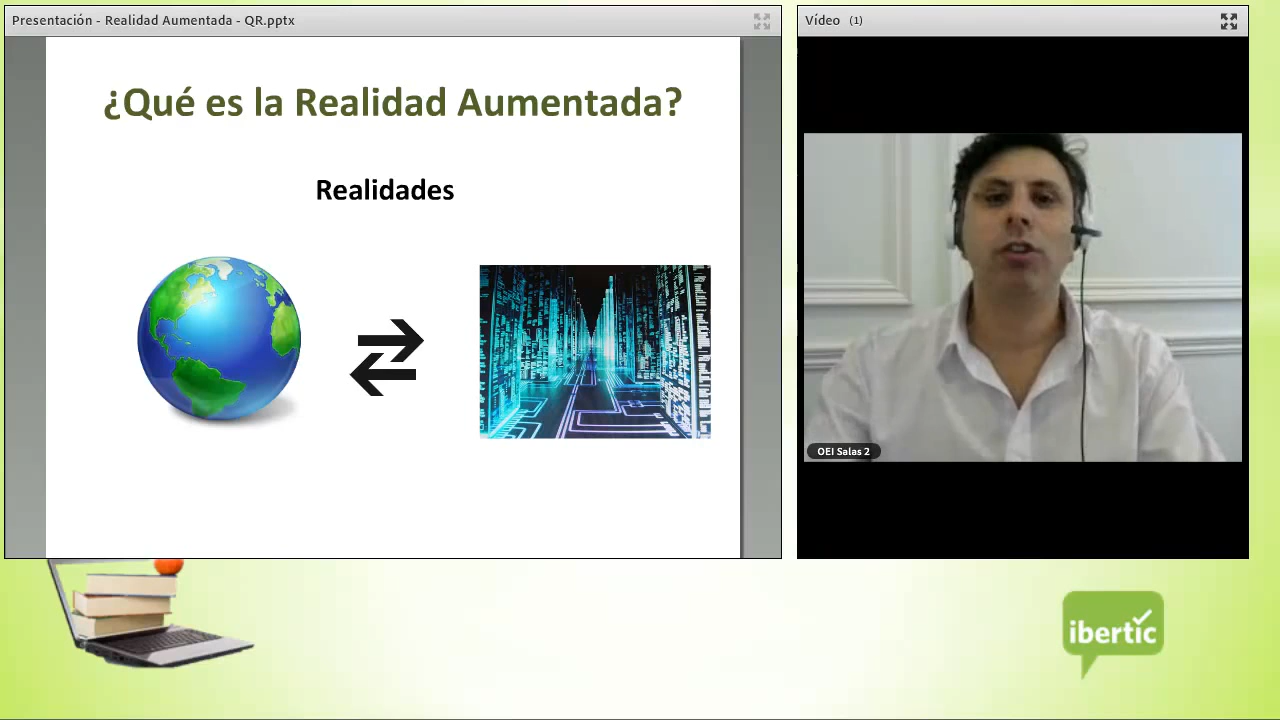 Presentación - Realidad Aumentada - QR.pptx
Vídeo (1)
¿Qué es la Realidad Aumentada?
Realidades
OEI Salas 2
ibertic